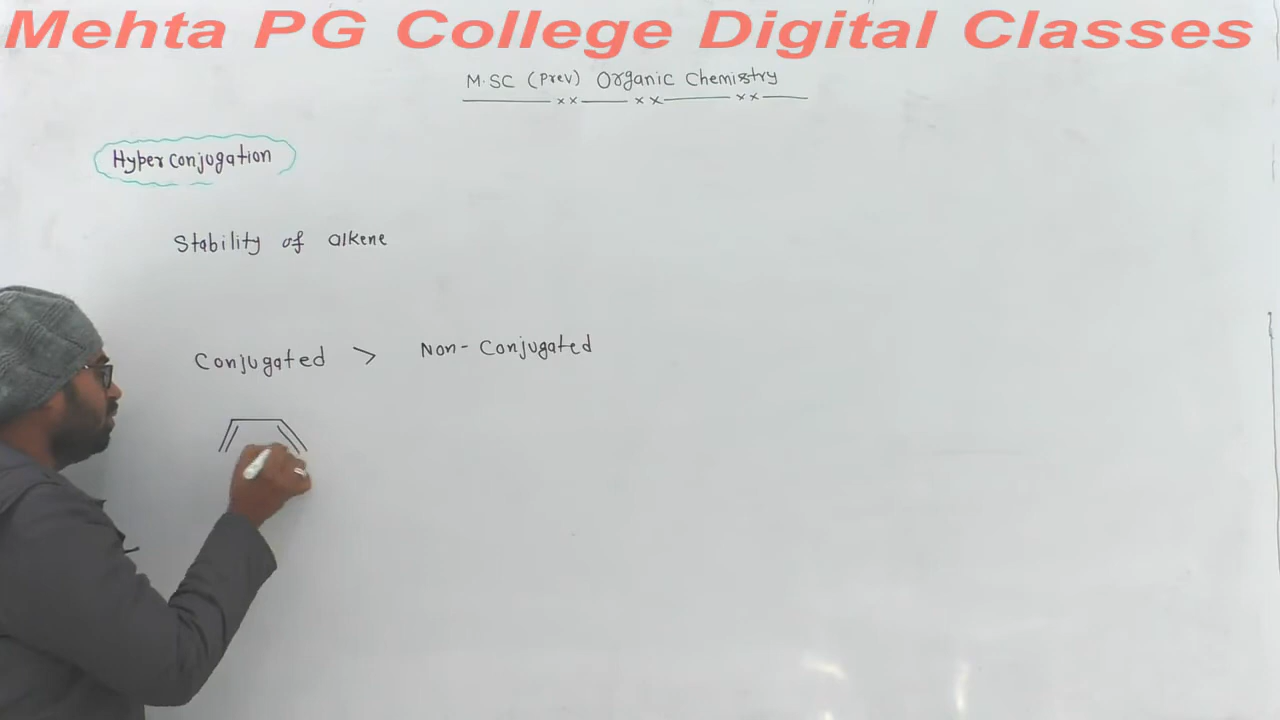 Mehta PG College Digital Classes
M.SC (Prev) Organic Chemistry
Hyper conjugation
Stability of alkene
Conjugated > Non-Conjugated